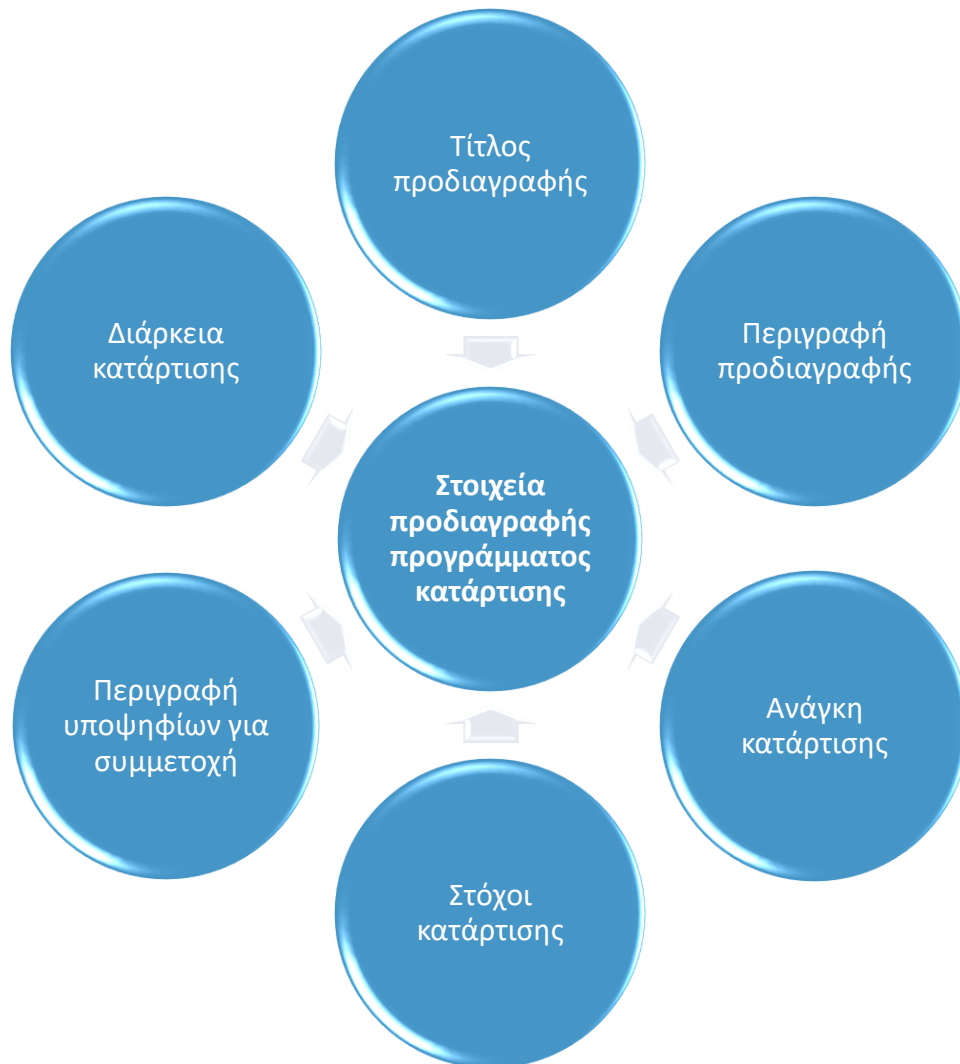 Τίτλος
προδιαγραφής
Διάρκεια
κατάρτισης
Περιγραφή
προδιαγραφής
Στοιχεία
προδιαγραφής
προγράμματος
κατάρτισης
Περιγραφή
υποψηφίων για
συμμετοχή
Ανάγκη
κατάρτισης
Στόχοι
κατάρτισης